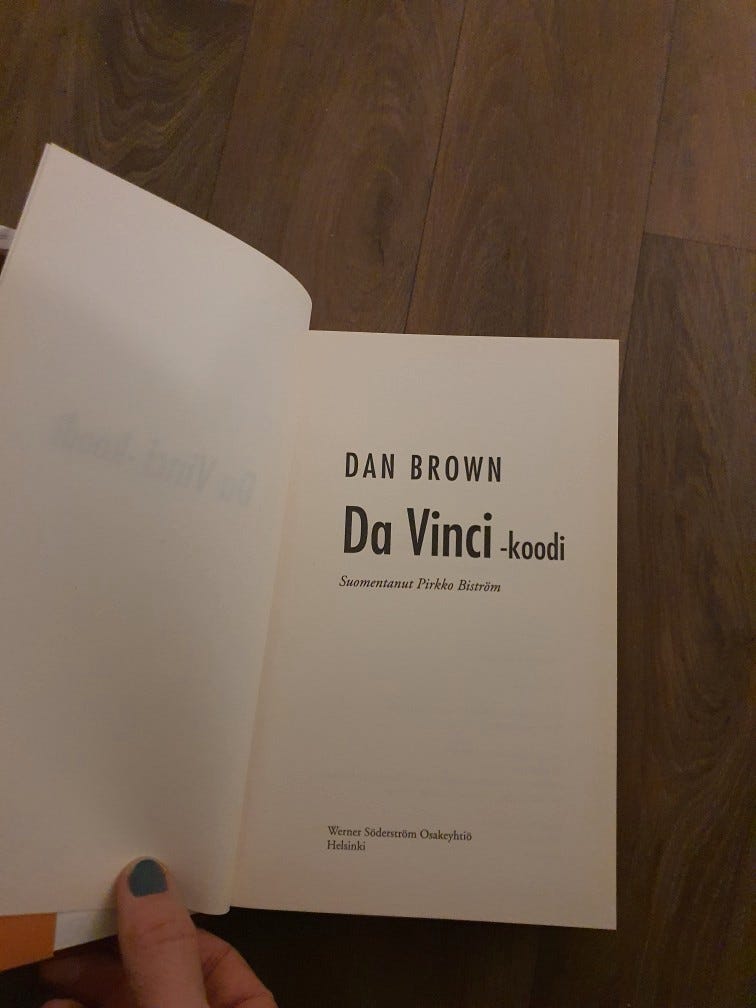 DAN BROWN
Da Vinci -koodi
Suomentanut Pirkko Biström
Werner Söderström Osakeyhtiö
Helsinki